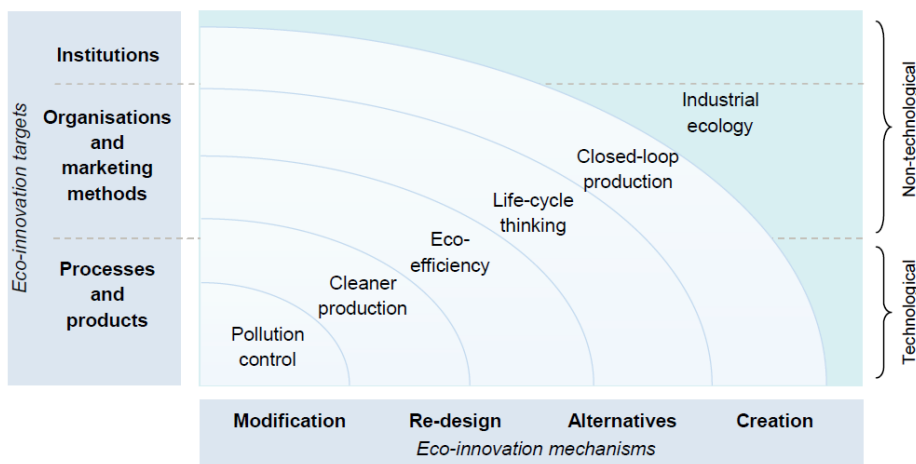 Eco-innovation targets
Institutions
Organisations
and
marketing
methods
Processes
and
products
Industrial
ecology
Closed-loop
production
Life-cycle
thinking
Eco-
efficiency
Cleaner
production
Pollution
control
Non-technological
Technological
Modification
Re-design
Alternatives
Creation
Eco-innovation mechanisms